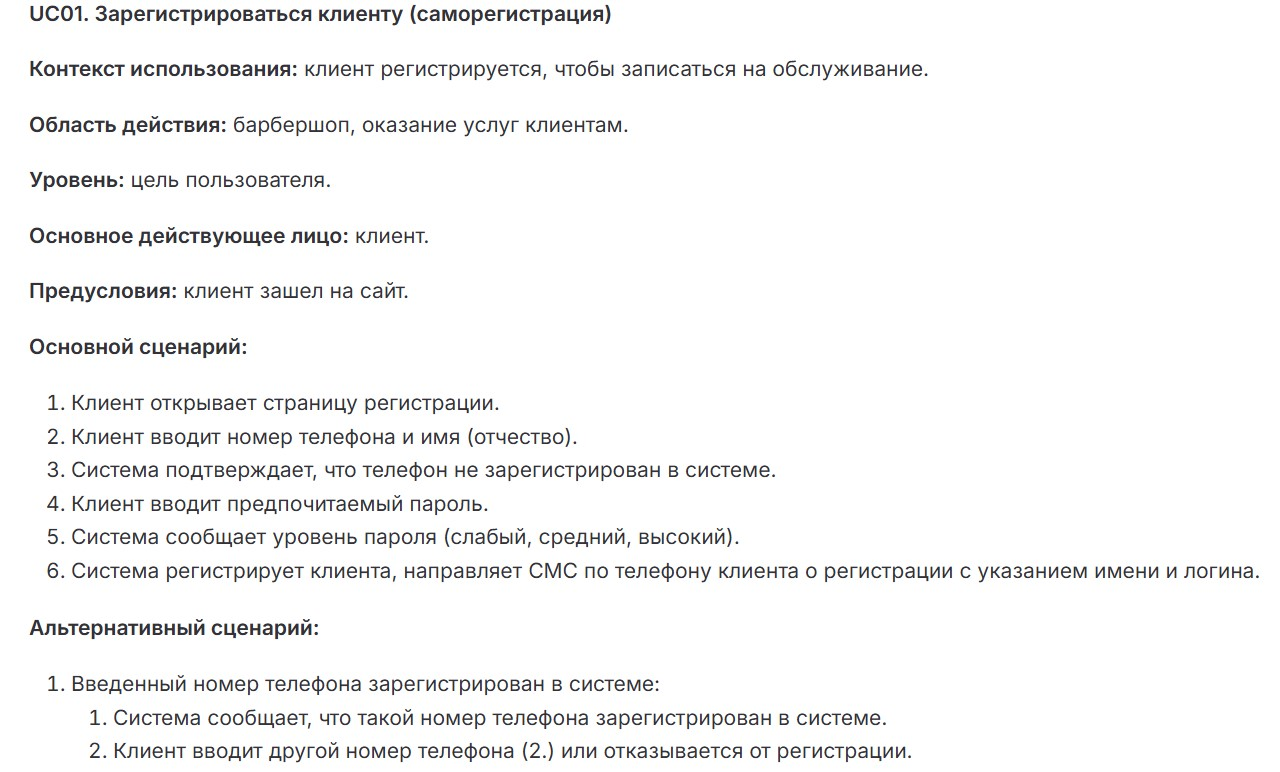 UC01. Зарегистрироваться клиенту (саморегистрация)
Контекст использования: клиент регистрируется, чтобы записаться на обслуживание.
Область действия: барбершоп, оказание услуг клиентам.
Уровень: цель пользователя.
Основное действующее лицо: клиент.
Предусловия: клиент зашел на сайт.
Основной сценарий:
1. Клиент открывает страницу регистрации.
2. Клиент вводит номер телефона и имя (отчество).
3. Система подтверждает, что телефон не зарегистрирован в системе.
4. Клиент вводит предпочитаемый пароль.
5. Система сообщает уровень пароля (слабый, средний, высокий).
6. Система регистрирует клиента, направляет СМС по телефону клиента о регистрации с указанием имени и логина.
Альтернативный сценарий:
1. Введенный номер телефона зарегистрирован в системе:
1. Система сообщает, что такой номер телефона зарегистрирован в системе.
2. Клиент вводит другой номер телефона (2.) или отказывается от регистрации.